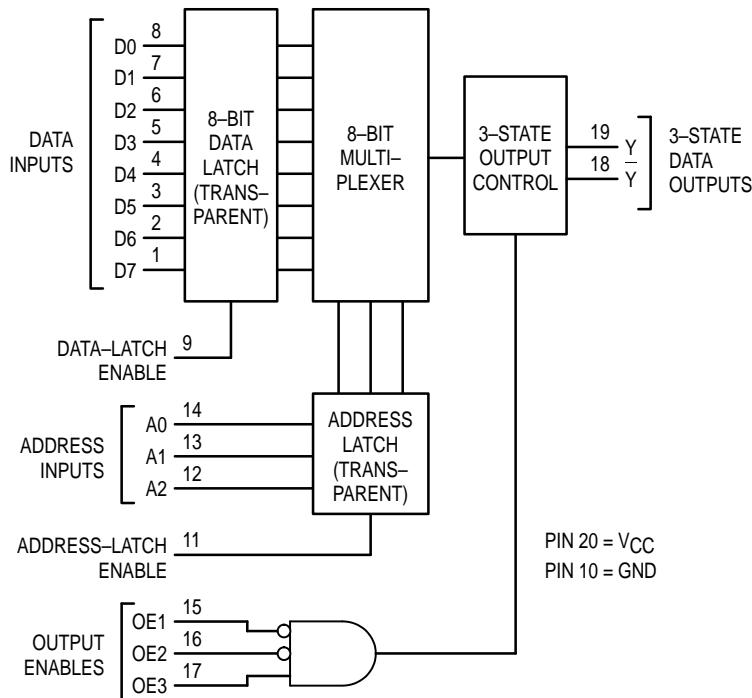 DATA
INPUTS
D0 8
D1 7
D2 6
D3 5
D4 4
D5 3
D6 2
D7 1
8–BIT
DATA
LATCH
(TRANS–
PARENT)
8–BIT
MULTI–
PLEXER
3–STATE
OUTPUT
CONTROL
19 Y
18 Y̅
3–STATE
DATA
OUTPUTS
DATA–LATCH
ENABLE
9
ADDRESS
INPUTS
A0 14
A1 13
A2 12
ADDRESS
LATCH
(TRANS–
PARENT)
ADDRESS–LATCH
ENABLE
11
PIN 20 = VCC
PIN 10 = GND
OUTPUT
ENABLES
OE1 15
OE2 16
OE3 17